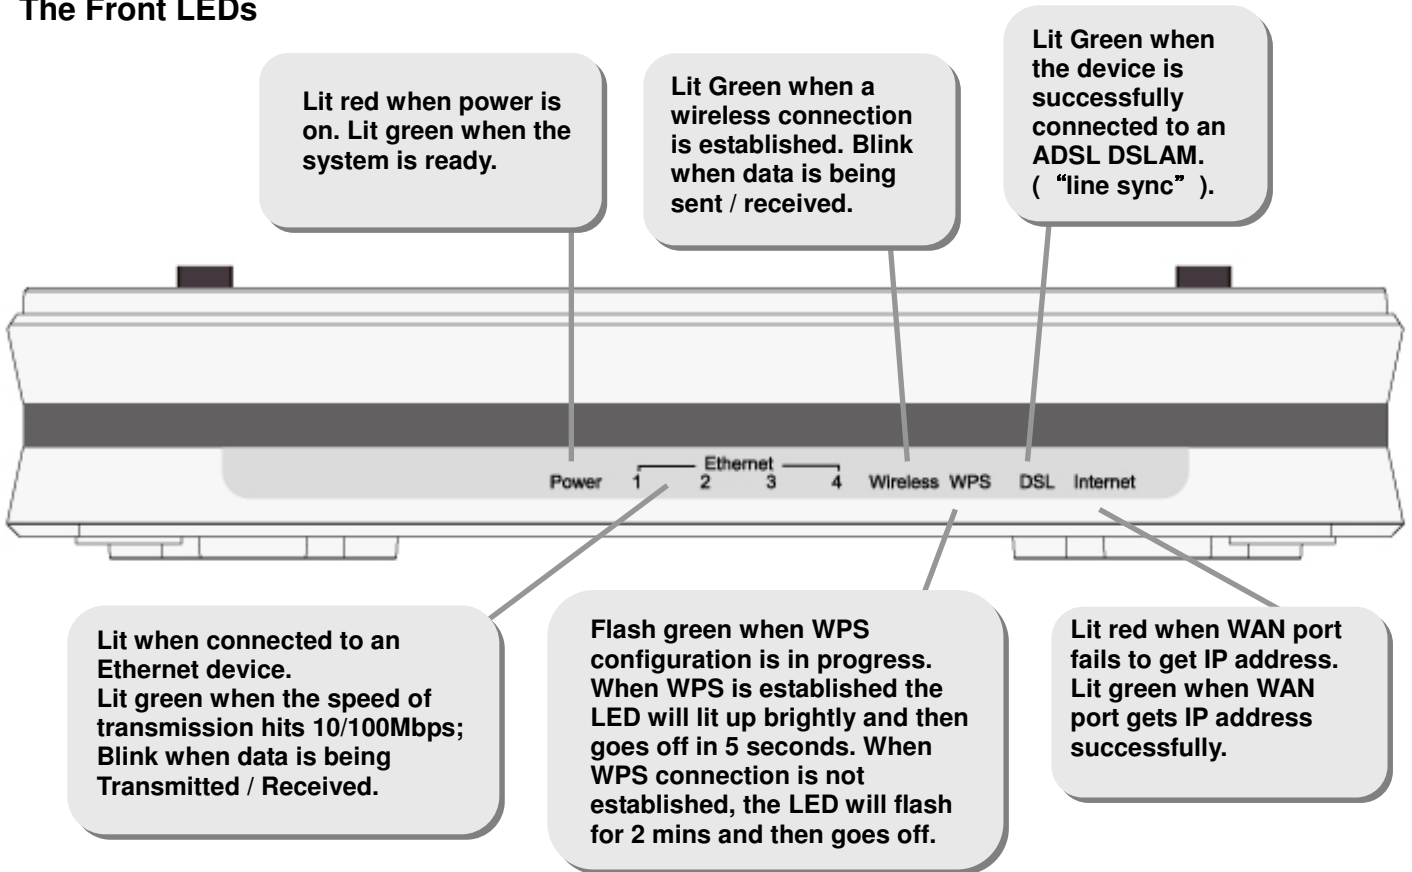 The Front LEDs
Lit red when power is
on. Lit green when the
system is ready.
Lit Green when a
wireless connection
is established. Blink
when data is being
sent / received.
Lit Green when
the device is
successfully
connected to an
ADSL DSLAM.
( “line sync” ).
Power 1 2 3 4 Wireless WPS DSL Internet
Ethernet
Lit when connected to an
Ethernet device.
Lit green when the speed of
transmission hits 10/100Mbps;
Blink when data is being
Transmitted / Received.
Flash green when WPS
configuration is in progress.
When WPS is established the
LED will lit up brightly and then
goes off in 5 seconds. When
WPS connection is not
established, the LED will flash
for 2 mins and then goes off.
Lit red when WAN port
fails to get IP address.
Lit green when WAN
port gets IP address
successfully.